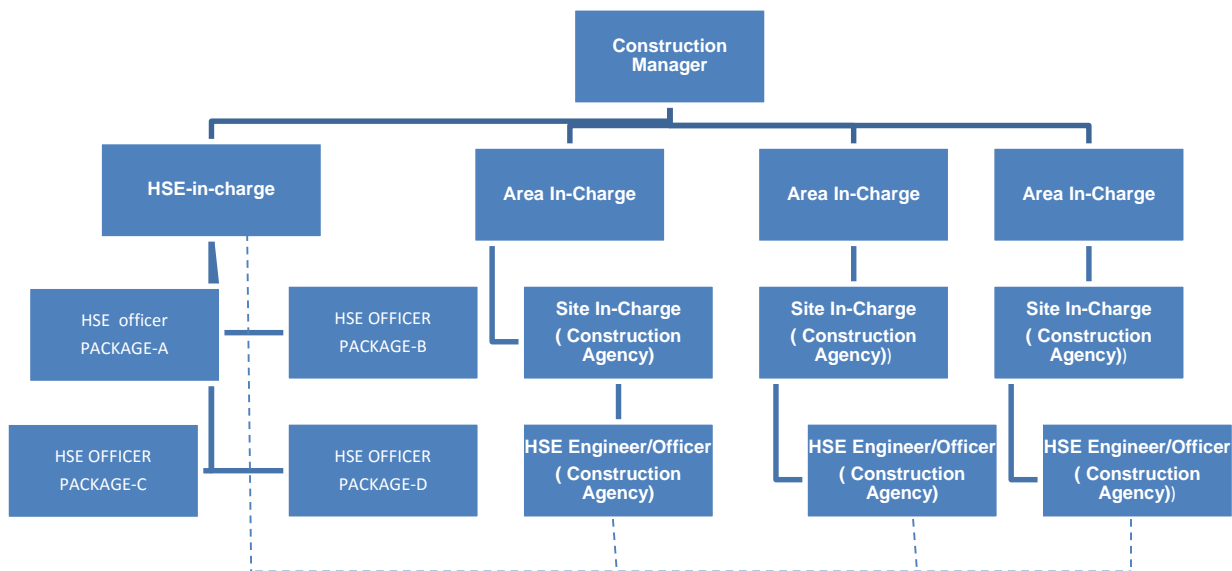 Construction
Manager
HSE-in-charge
Area In-Charge
Area In-Charge
Area In-Charge
HSE officer
PACKAGE-A
HSE OFFICER
PACKAGE-B
Site In-Charge
( Construction
Agency)
Site In-Charge
( Construction
Agency))
Site In-Charge
( Construction
Agency))
HSE OFFICER
PACKAGE-C
HSE OFFICER
PACKAGE-D
HSE Engineer/Officer
( Construction
Agency)
HSE Engineer/Officer
( Construction
Agency)
HSE Engineer/Officer
( Construction
Agency))